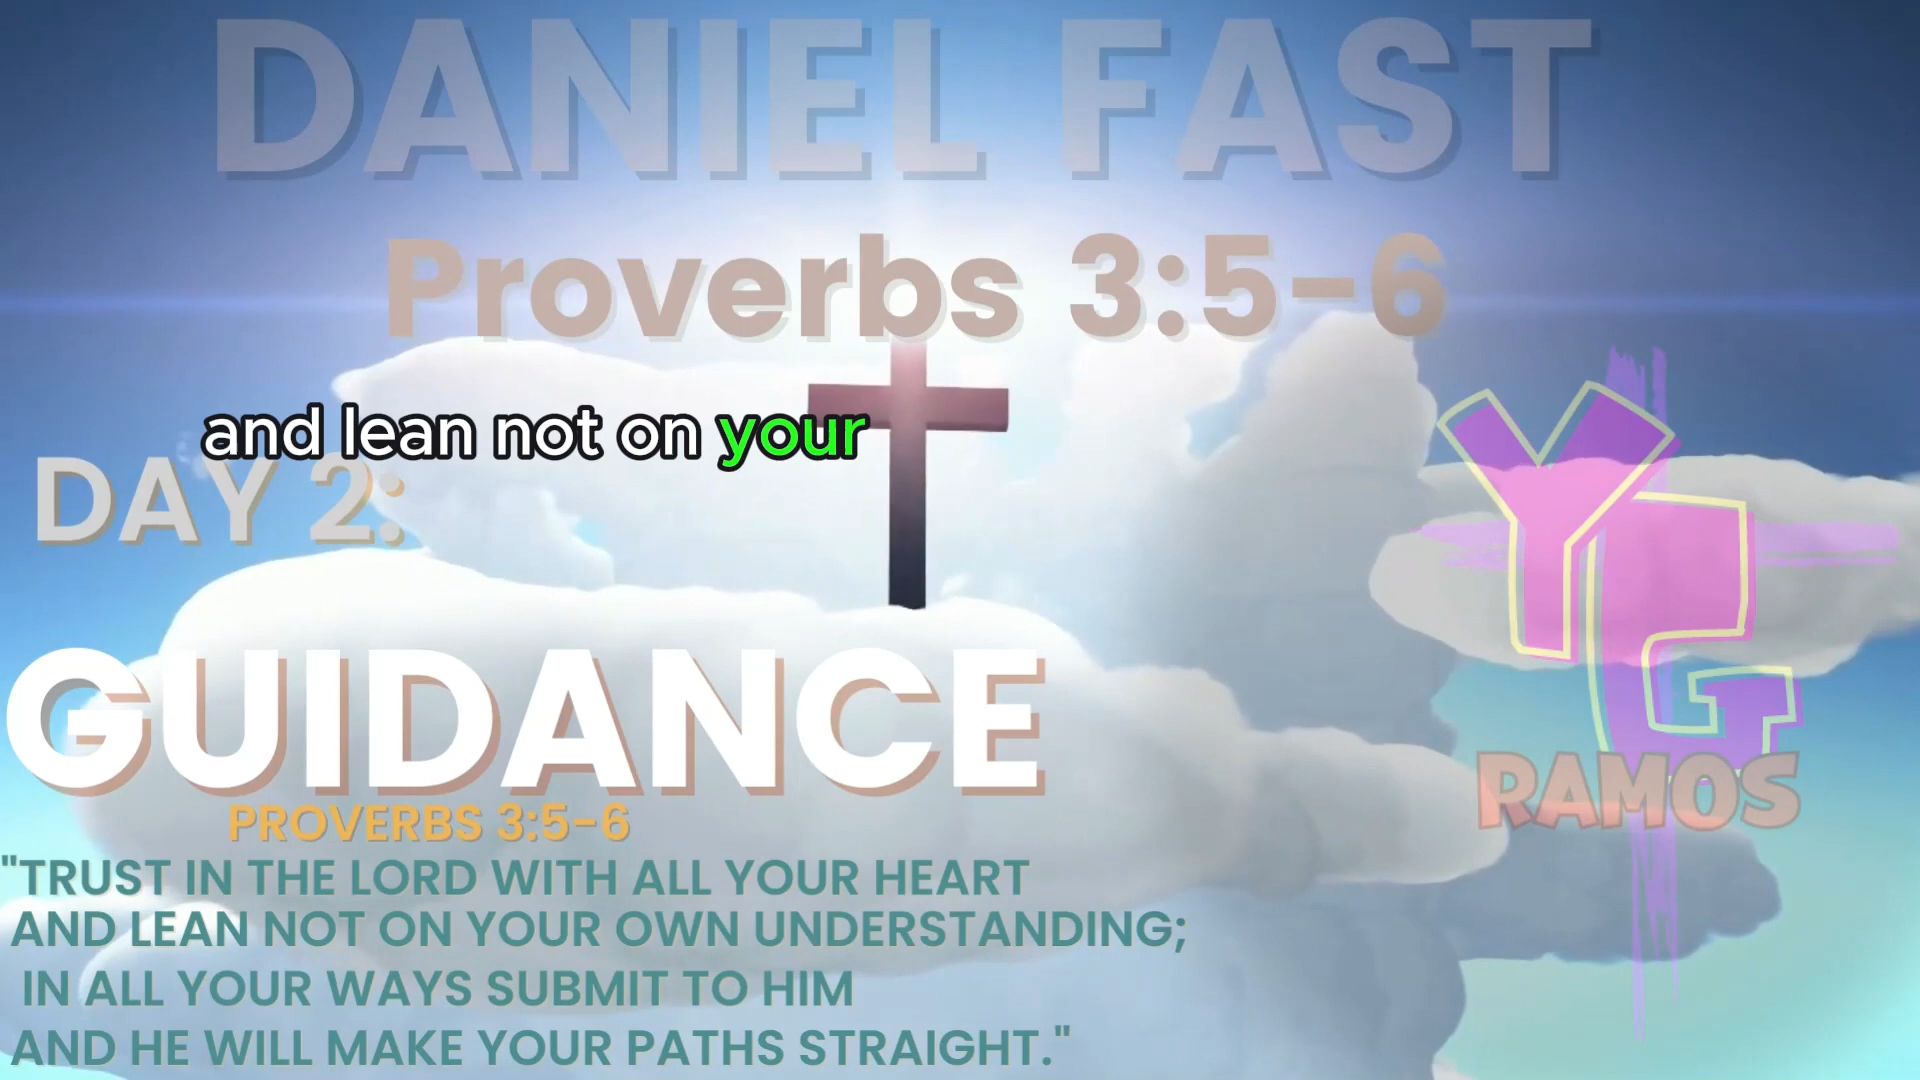 DANIEL FAST
Proverbs 3:5-6
and lean not on your
DAY 2:
GUIDANCE
PROVERBS 3:5-6
"TRUST IN THE LORD WITH ALL YOUR HEART
AND LEAN NOT ON YOUR OWN UNDERSTANDING;
IN ALL YOUR WAYS SUBMIT TO HIM
AND HE WILL MAKE YOUR PATHS STRAIGHT."
YG
RAMOS